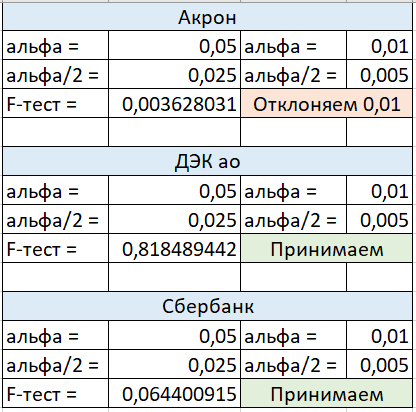 Акрон
альфа = 0,05 альфа = 0,01
альфа/2 = 0,025 альфа/2 = 0,005
F-тест = 0,003628031 Отклоняем 0,01
ДЭК ао
альфа = 0,05 альфа = 0,01
альфа/2 = 0,025 альфа/2 = 0,005
F-тест = 0,818489442 Принимаем
Сбербанк
альфа = 0,05 альфа = 0,01
альфа/2 = 0,025 альфа/2 = 0,005
F-тест = 0,064400915 Принимаем